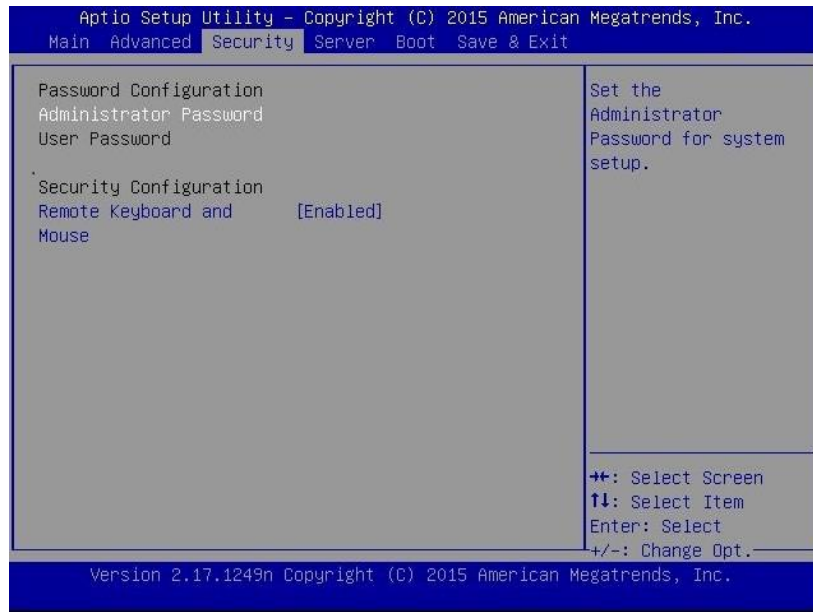 Aptio Setup Utility – Copyright (C) 2015 American Megatrends, Inc.
Main Advanced Security Server Boot Save & Exit
Password Configuration
Administrator Password
User Password
Security Configuration
Remote Keyboard and [Enabled]
Mouse
Set the
Administrator
Password for system
setup.
→←: Select Screen
↑↓: Select Item
Enter: Select
+/-: Change Opt.
Version 2.17.1249n Copyright (C) 2015 American Megatrends, Inc.